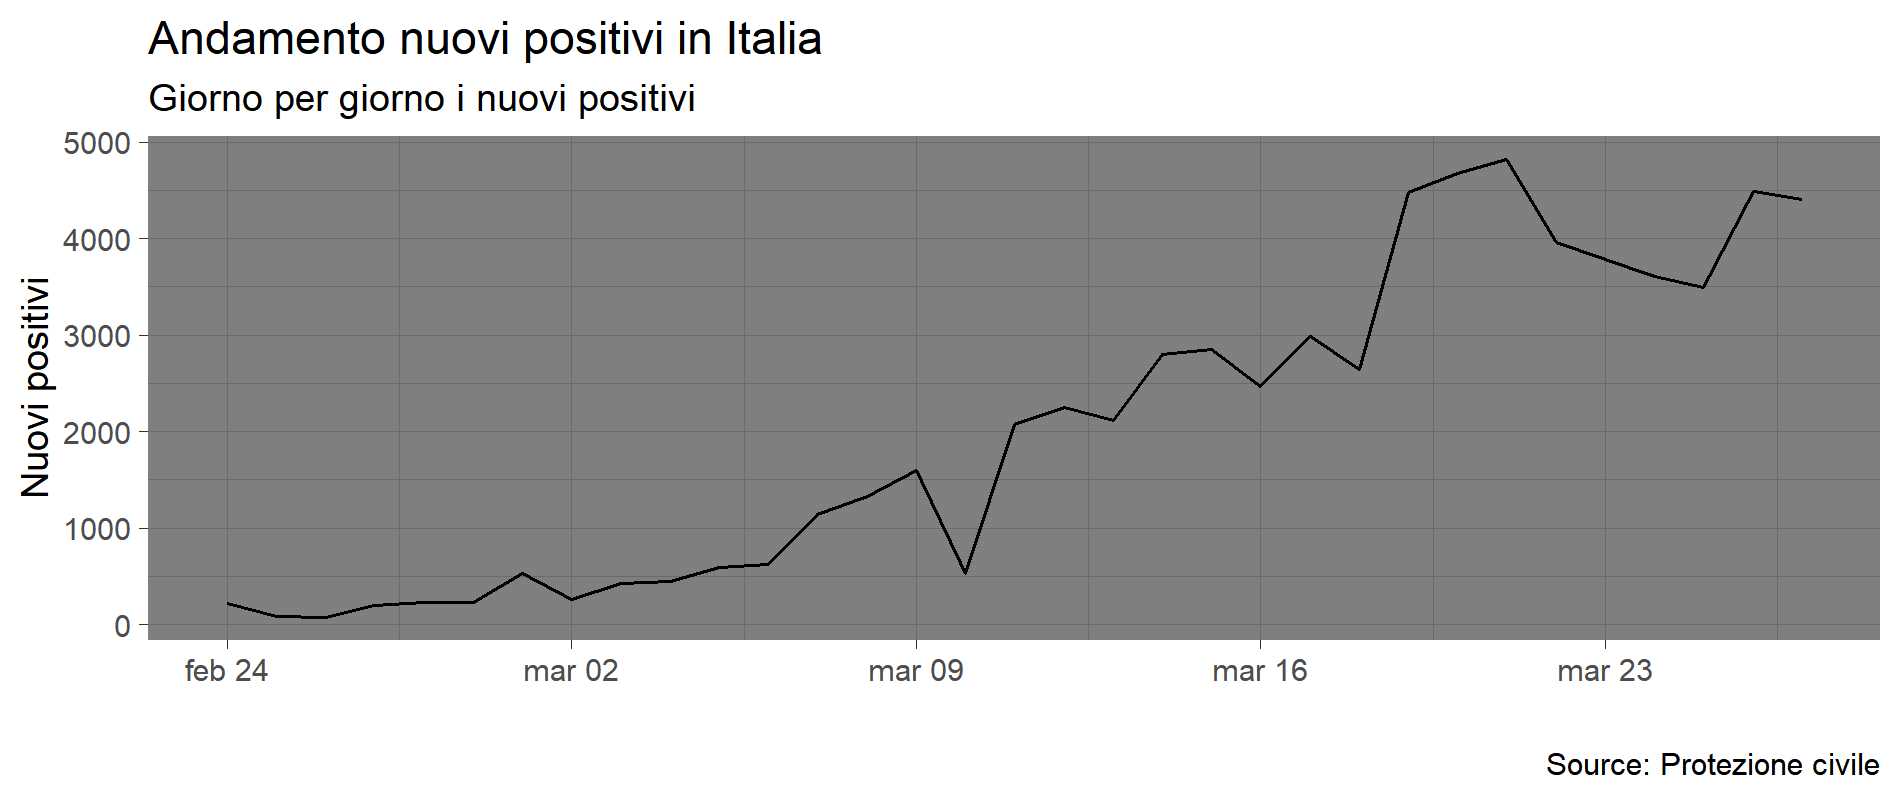 Andamento nuovi positivi in Italia
Giorno per giorno i nuovi positivi
Nuovi positivi
5000
4000
3000
2000
1000
0
feb 24 mar 02 mar 09 mar 16 mar 23
Source: Protezione civile